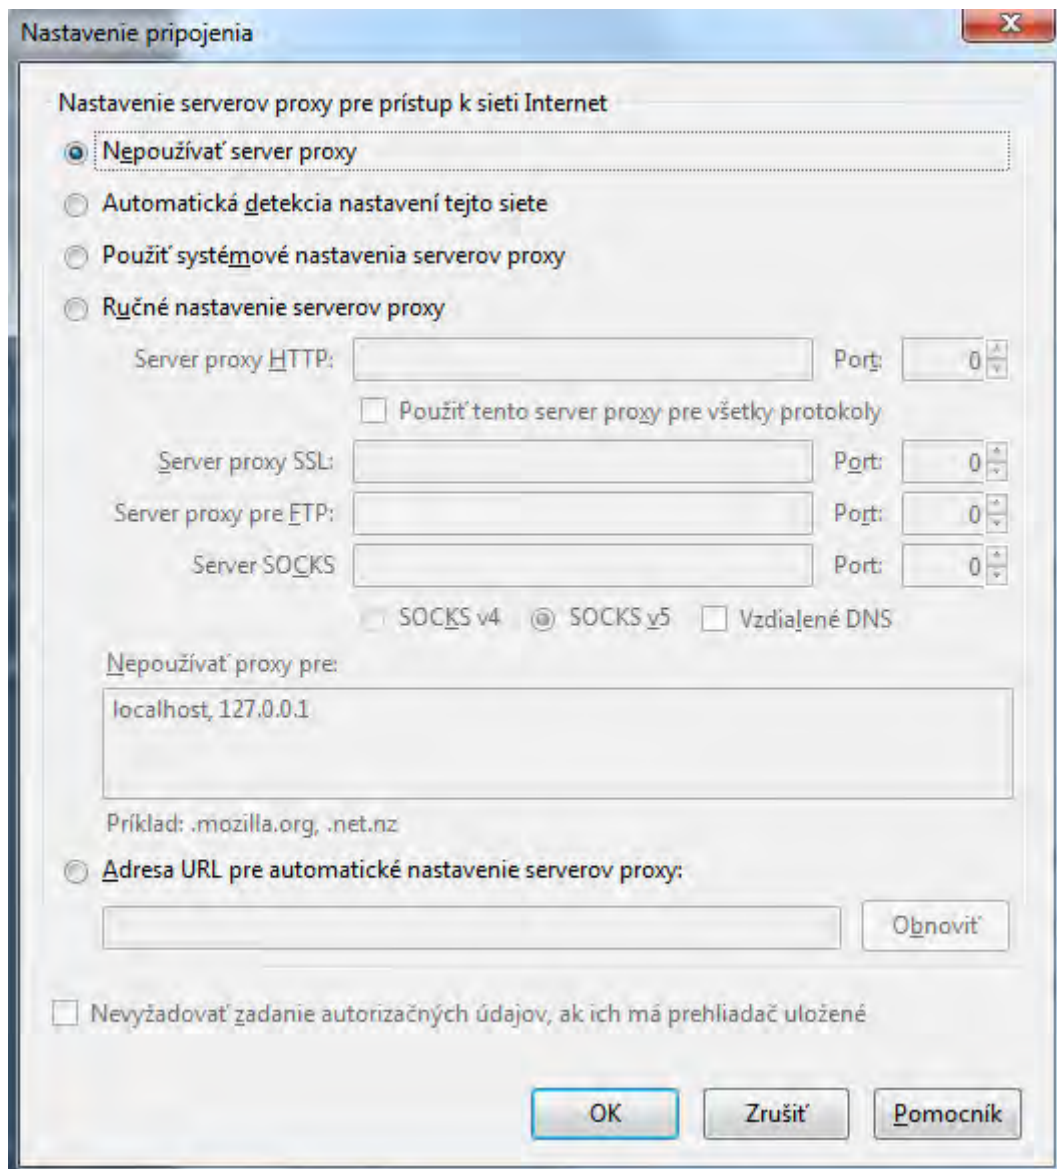 Nastavenie pripojenia
Nastavenie serverov proxy pre prístup k sieti Internet
Nepoužívať server proxy
Automatická detekcia nastavení tejto siete
Použiť systémové nastavenia serverov proxy
Ručné nastavenie serverov proxy
Server proxy HTTP: Port: 0
Použiť tento server proxy pre všetky protokoly
Server proxy SSL: Port: 0
Server proxy pre FTP: Port: 0
Server SOCKS Port: 0
SOCKS v4 SOCKS v5 Vzdialené DNS
Nepoužívať proxy pre:
localhost, 127.0.0.1
Príklad: .mozilla.org, .net.nz
Adresa URL pre automatické nastavenie serverov proxy:
Obnoviť
Nevyžadovať zadanie autorizačných údajov, ak ich má prehliadač uložené
OK Zrušiť Pomocník